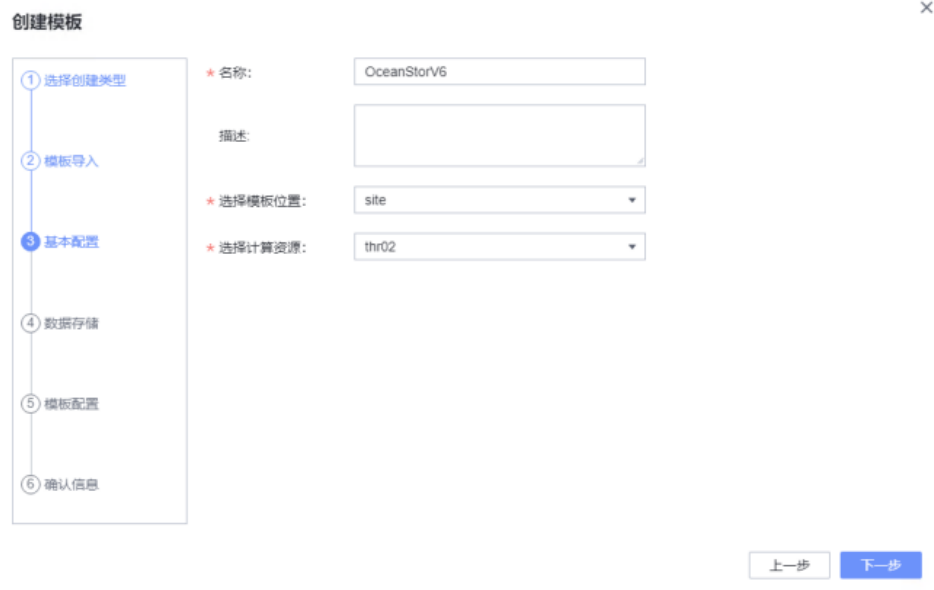 创建模板
1 选择创建类型
2 模板导入
3 基本配置
4 数据存储
5 模板配置
6 确认信息
* 名称:
OceanStorV6
描述:
* 选择模板位置:
site
* 选择计算资源:
thr02
上一步
下一步